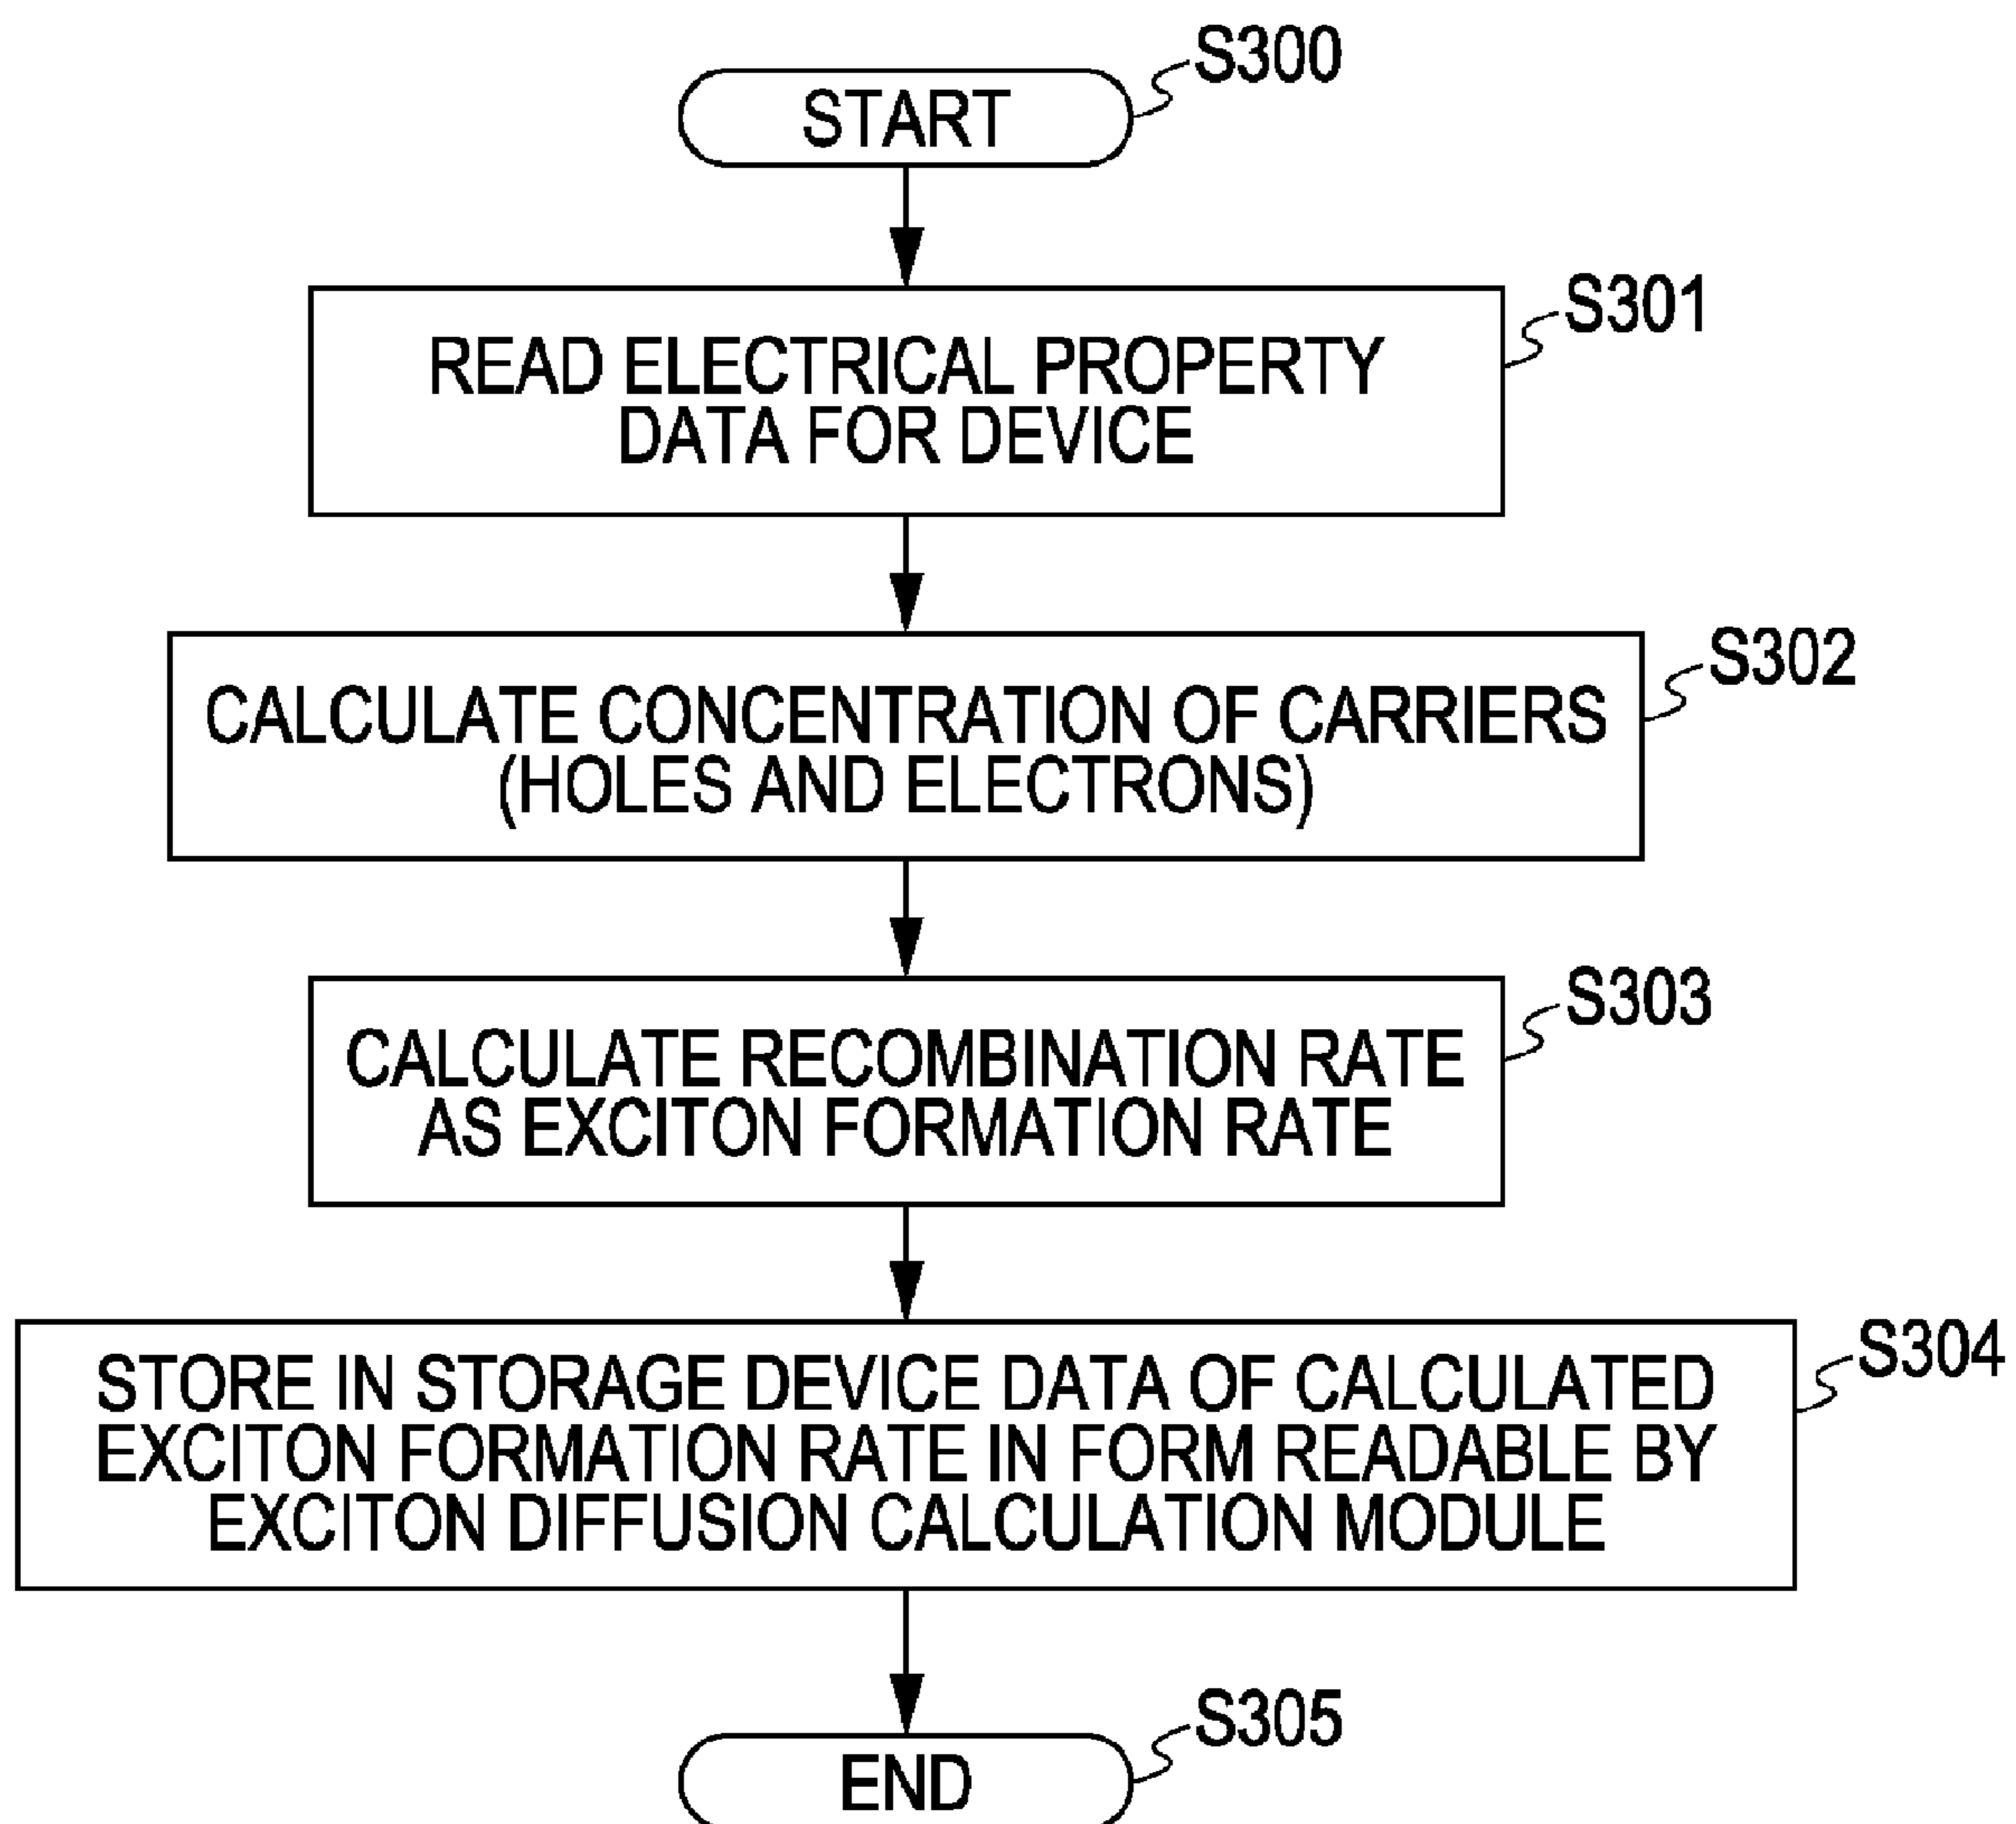 S300
START
S301
READ ELECTRICAL PROPERTY
DATA FOR DEVICE
S302
CALCULATE CONCENTRATION OF CARRIERS
(HOLES AND ELECTRONS)
S303
CALCULATE RECOMBINATION RATE
AS EXCITON FORMATION RATE
S304
STORE IN STORAGE DEVICE DATA OF CALCULATED
EXCITON FORMATION RATE IN FORM READABLE BY
EXCITON DIFFUSION CALCULATION MODULE
S305
END